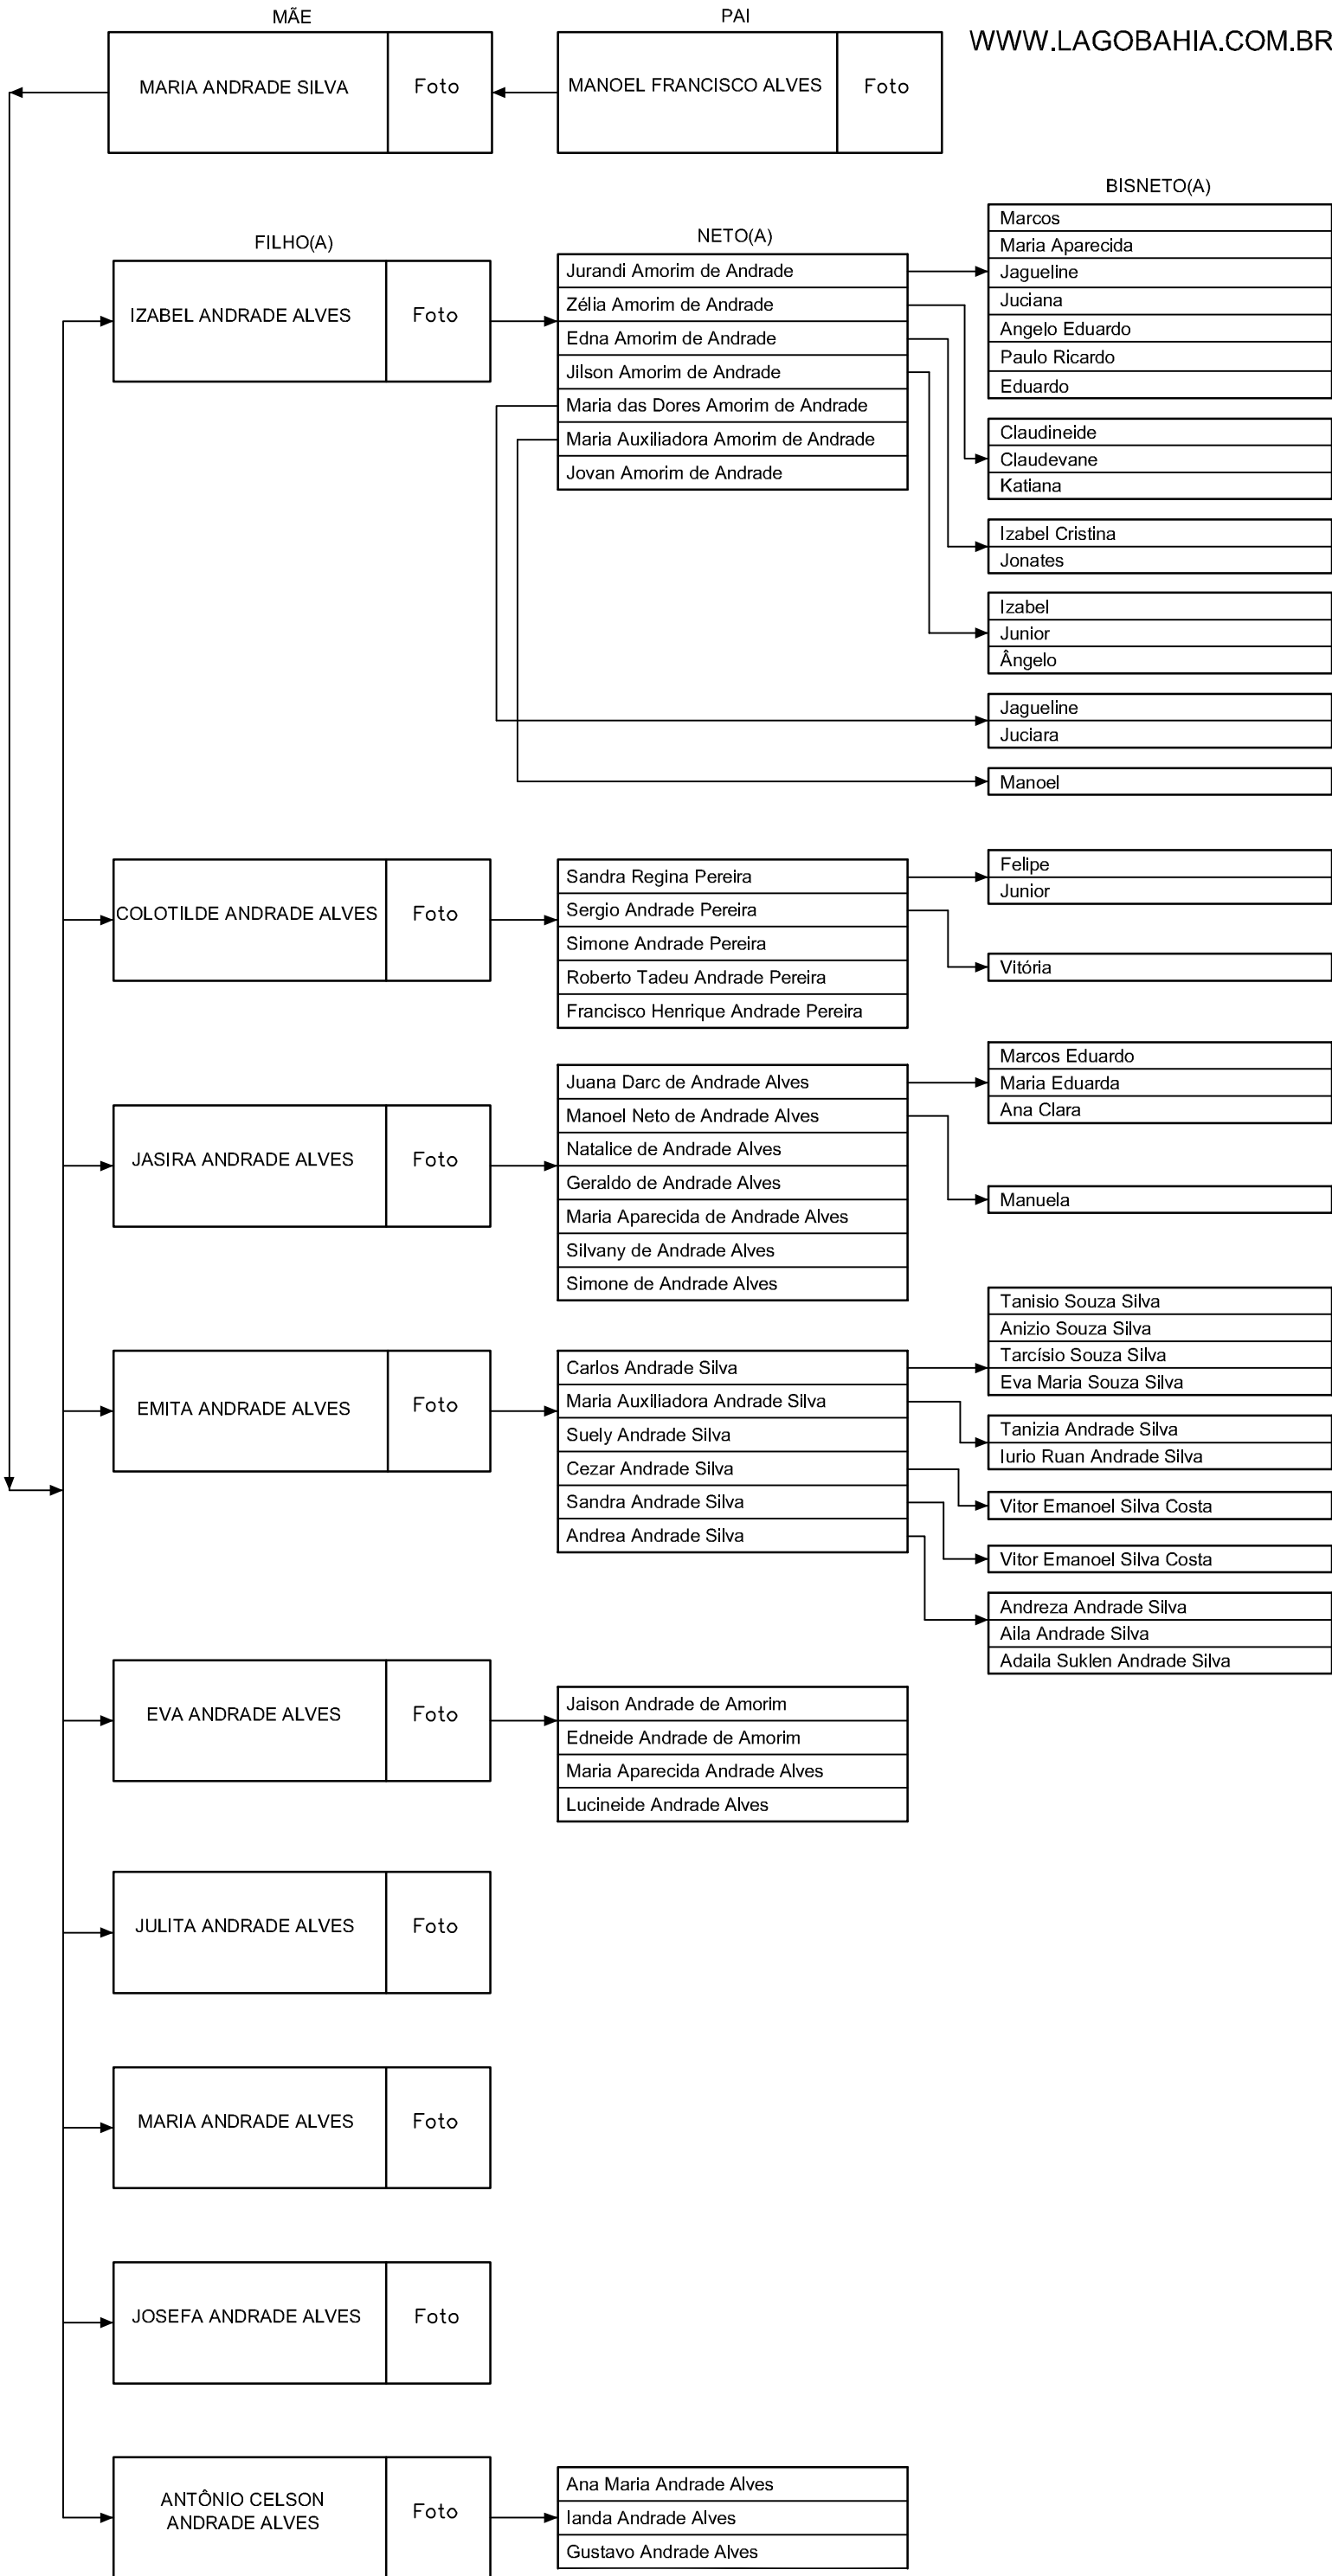 MÃE
PAI
WWW.LAGOBAHIA.COM.BR
MARIA ANDRADE SILVA
Foto
MANOEL FRANCISCO ALVES
Foto
FILHO(A)
NETO(A)
BISNETO(A)
IZABEL ANDRADE ALVES
Foto
Jurandi Amorim de Andrade
Zélia Amorim de Andrade
Edna Amorim de Andrade
Jilson Amorim de Andrade
Maria das Dores Amorim de Andrade
Maria Auxiliadora Amorim de Andrade
Jovan Amorim de Andrade
Marcos
Maria Aparecida
Jagueline
Juciana
Angelo Eduardo
Paulo Ricardo
Eduardo
Claudineide
Claudevane
Katiana
Izabel Cristina
Jonates
Izabel
Junior
Ângelo
Jagueline
Juciara
Manoel
COLOTILDE ANDRADE ALVES
Foto
Sandra Regina Pereira
Sergio Andrade Pereira
Simone Andrade Pereira
Roberto Tadeu Andrade Pereira
Francisco Henrique Andrade Pereira
Felipe
Junior
Vitória
JASIRA ANDRADE ALVES
Foto
Juana Darc de Andrade Alves
Manoel Neto de Andrade Alves
Natalice de Andrade Alves
Geraldo de Andrade Alves
Maria Aparecida de Andrade Alves
Silvany de Andrade Alves
Simone de Andrade Alves
Marcos Eduardo
Maria Eduarda
Ana Clara
Manuela
EMITA ANDRADE ALVES
Foto
Carlos Andrade Silva
Maria Auxiliadora Andrade Silva
Suely Andrade Silva
Cezar Andrade Silva
Sandra Andrade Silva
Andrea Andrade Silva
Tanisio Souza Silva
Anizio Souza Silva
Tarcísio Souza Silva
Eva Maria Souza Silva
Tanizia Andrade Silva
Iurio Ruan Andrade Silva
Vitor Emanoel Silva Costa
Vitor Emanoel Silva Costa
Andreza Andrade Silva
Aila Andrade Silva
Adaila Suklen Andrade Silva
EVA ANDRADE ALVES
Foto
Jaison Andrade de Amorim
Edneide Andrade de Amorim
Maria Aparecida Andrade Alves
Lucineide Andrade Alves
JULITA ANDRADE ALVES
Foto
MARIA ANDRADE ALVES
Foto
JOSEFA ANDRADE ALVES
Foto
ANTÔNIO CELSON
ANDRADE ALVES
Foto
Ana Maria Andrade Alves
Ianda Andrade Alves
Gustavo Andrade Alves